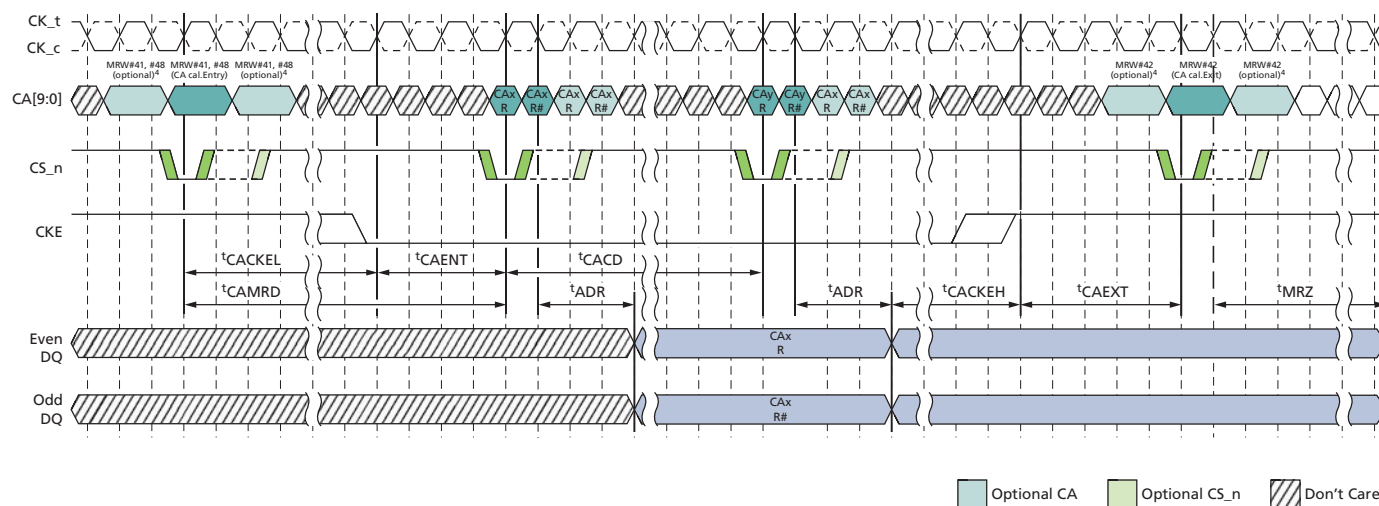 CK_t
CK_c
MRW#41, #48 MRW#41, #48 MRW#41, #48
(optional)4 (CA cal.Entry) (optional)4
MRW#42 MRW#42 MRW#42
(optional)4 (CA cal.Exit) (optional)4
CA[9:0]
CAx CAx CAx CAx
R R# R R#
CAy CAy CAx CAx
R R# R R#
CS_n
CKE
tCACKEL tCAENT tCACD
tCAMRD tADR tADR tCACKEH tCAEXT tMRZ
Even
DQ
CAx
R
Odd
DQ
CAx
R#
Optional CA Optional CS_n Don't Care